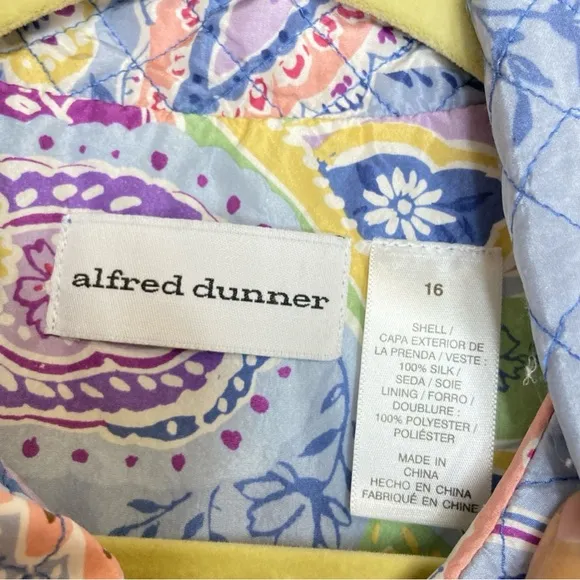 alfred dunner
16
SHELL /
CAPA EXTERIOR DE
LA PRENDA / VESTE :
100% SILK /
SEDA / SOIE
LINING / FORRO /
DOUBLURE :
100% POLYESTER /
POLIÉSTER
MADE IN
CHINA
HECHO EN CHINA
FABRIQUÉ EN CHINE